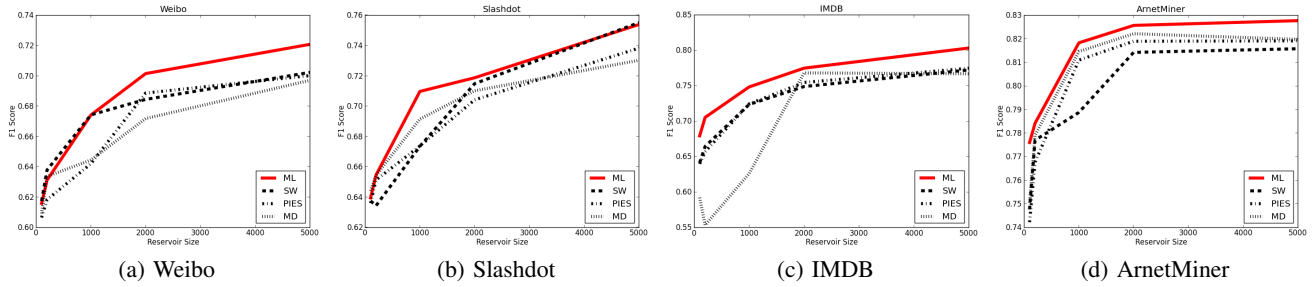 Weibo
0.74
0.72
0.70
0.68
0.66
0.64
0.62
0.60
F1 Score
0
1000
2000
3000
4000
5000
Reservoir Size
ML
SW
PIES
MD
(a) Weibo
Slashdot
0.76
0.74
0.72
0.70
0.68
0.66
0.64
0.62
F1 Score
0
1000
2000
3000
4000
5000
Reservoir Size
ML
SW
PIES
MD
(b) Slashdot
IMDB
0.85
0.80
0.75
0.70
0.65
0.60
0.55
F1 Score
0
1000
2000
3000
4000
5000
Reservoir Size
ML
SW
PIES
MD
(c) IMDB
ArnetMiner
0.83
0.82
0.81
0.80
0.79
0.78
0.77
0.76
0.75
0.74
F1 Score
0
1000
2000
3000
4000
5000
Reservoir Size
ML
SW
PIES
MD
(d) ArnetMiner